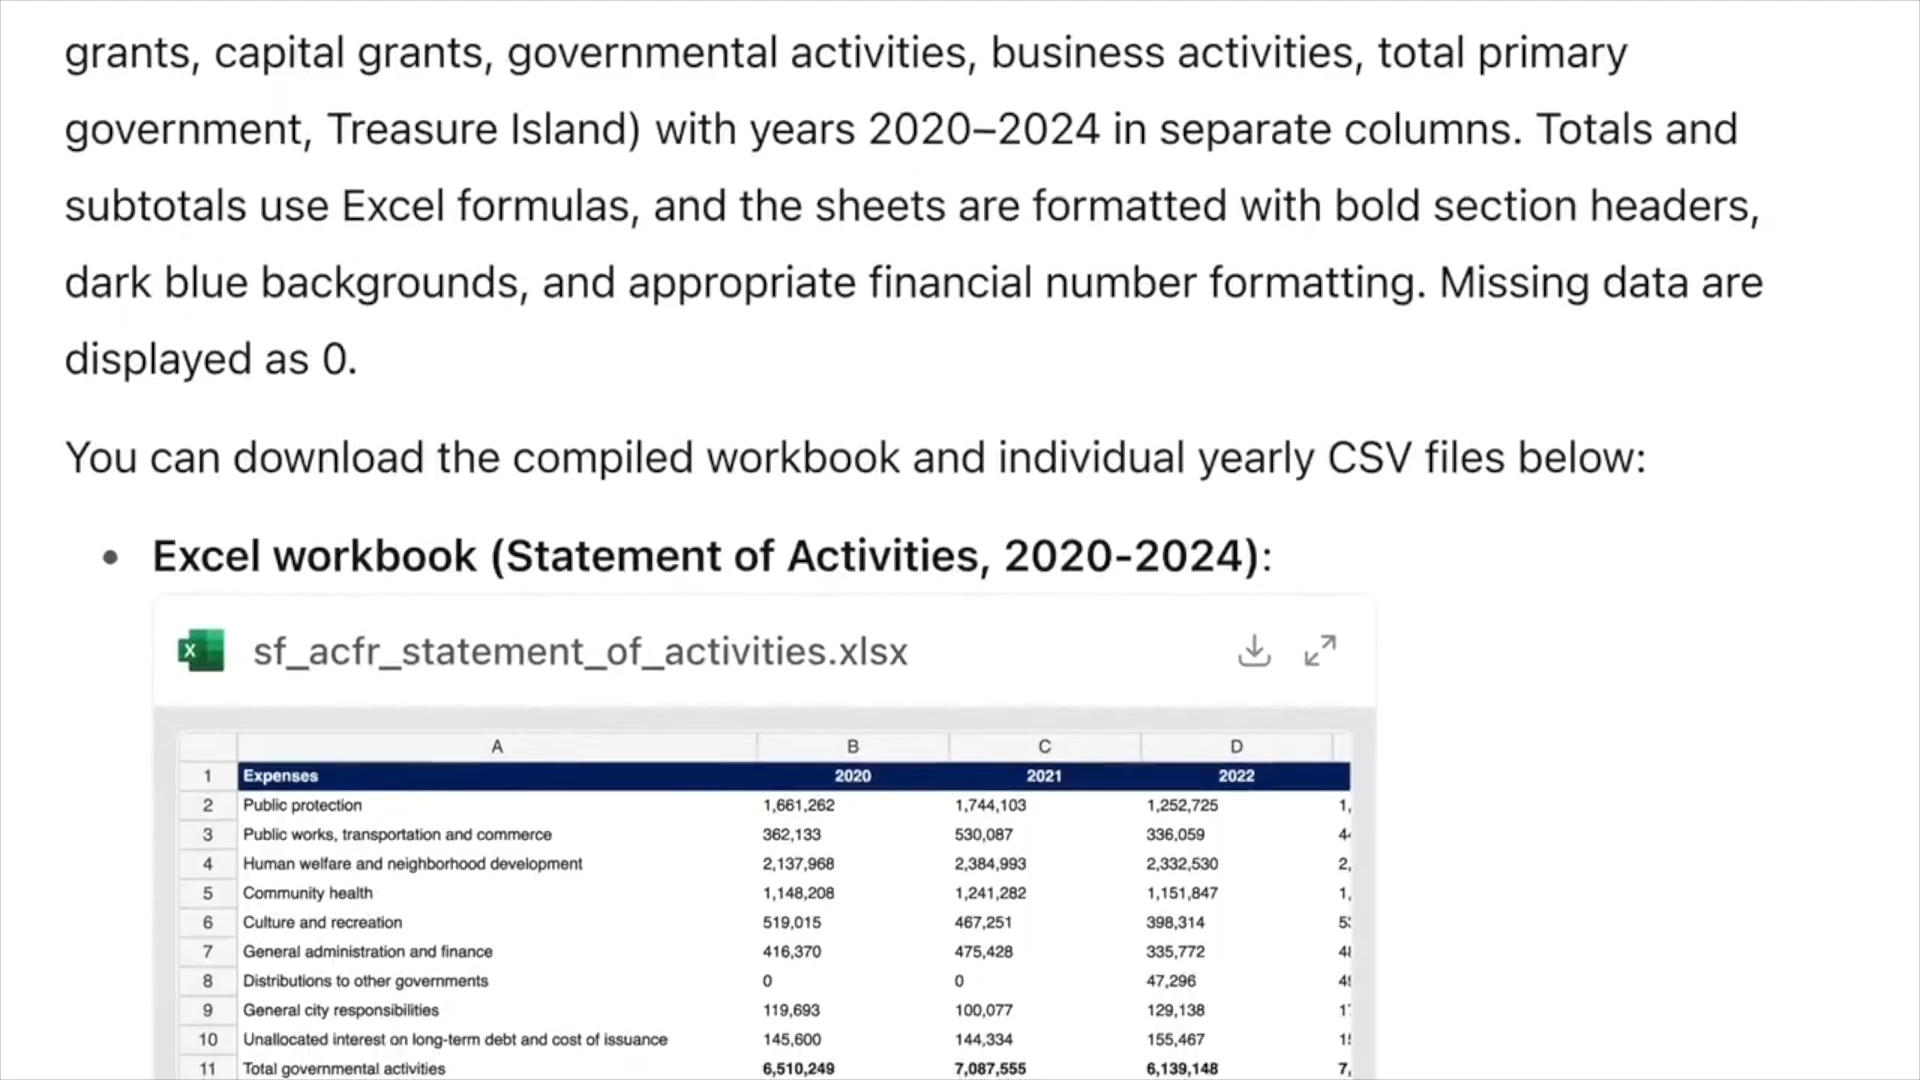 grants, capital grants, governmental activities, business activities, total primary
government, Treasure Island) with years 2020–2024 in separate columns. Totals and
subtotals use Excel formulas, and the sheets are formatted with bold section headers,
dark blue backgrounds, and appropriate financial number formatting. Missing data are
displayed as 0.
You can download the compiled workbook and individual yearly CSV files below:
• Excel workbook (Statement of Activities, 2020-2024):
X sf_acfr_statement_of_activities.xlsx
A B C D
1 Expenses 2020 2021 2022
2 Public protection 1,661,262 1,744,103 1,252,725 1,
3 Public works, transportation and commerce 362,133 530,087 336,059
4 Human welfare and neighborhood development 2,137,968 2,384,993 2,332,530 2,
5 Community health 1,148,208 1,241,282 1,151,847 1,
6 Culture and recreation 519,015 467,251 398,314
7 General administration and finance 416,370 475,428 335,772
8 Distributions to other governments 0 0 47,296
9 General city responsibilities 119,693 100,077 129,138
10 Unallocated interest on long-term debt and cost of issuance 145,600 144,334 155,467
11 Total governmental activities 6,510,249 7,087,555 6,139,148 7,